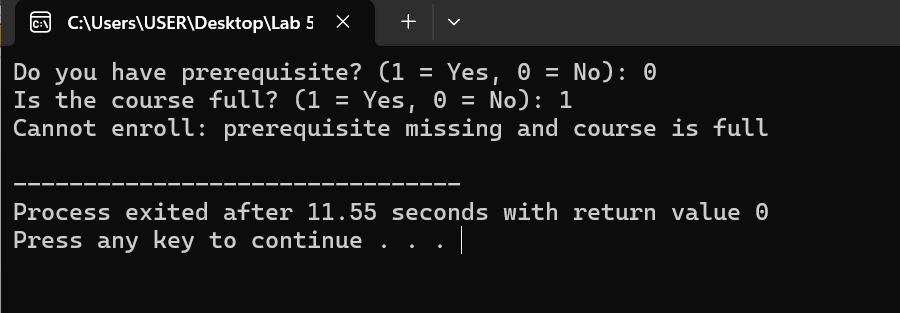 C:\Users\USER\Desktop\Lab 5
Do you have prerequisite? (1 = Yes, 0 = No): 0
Is the course full? (1 = Yes, 0 = No): 1
Cannot enroll: prerequisite missing and course is full
--------------------------------
Process exited after 11.55 seconds with return value 0
Press any key to continue . . .